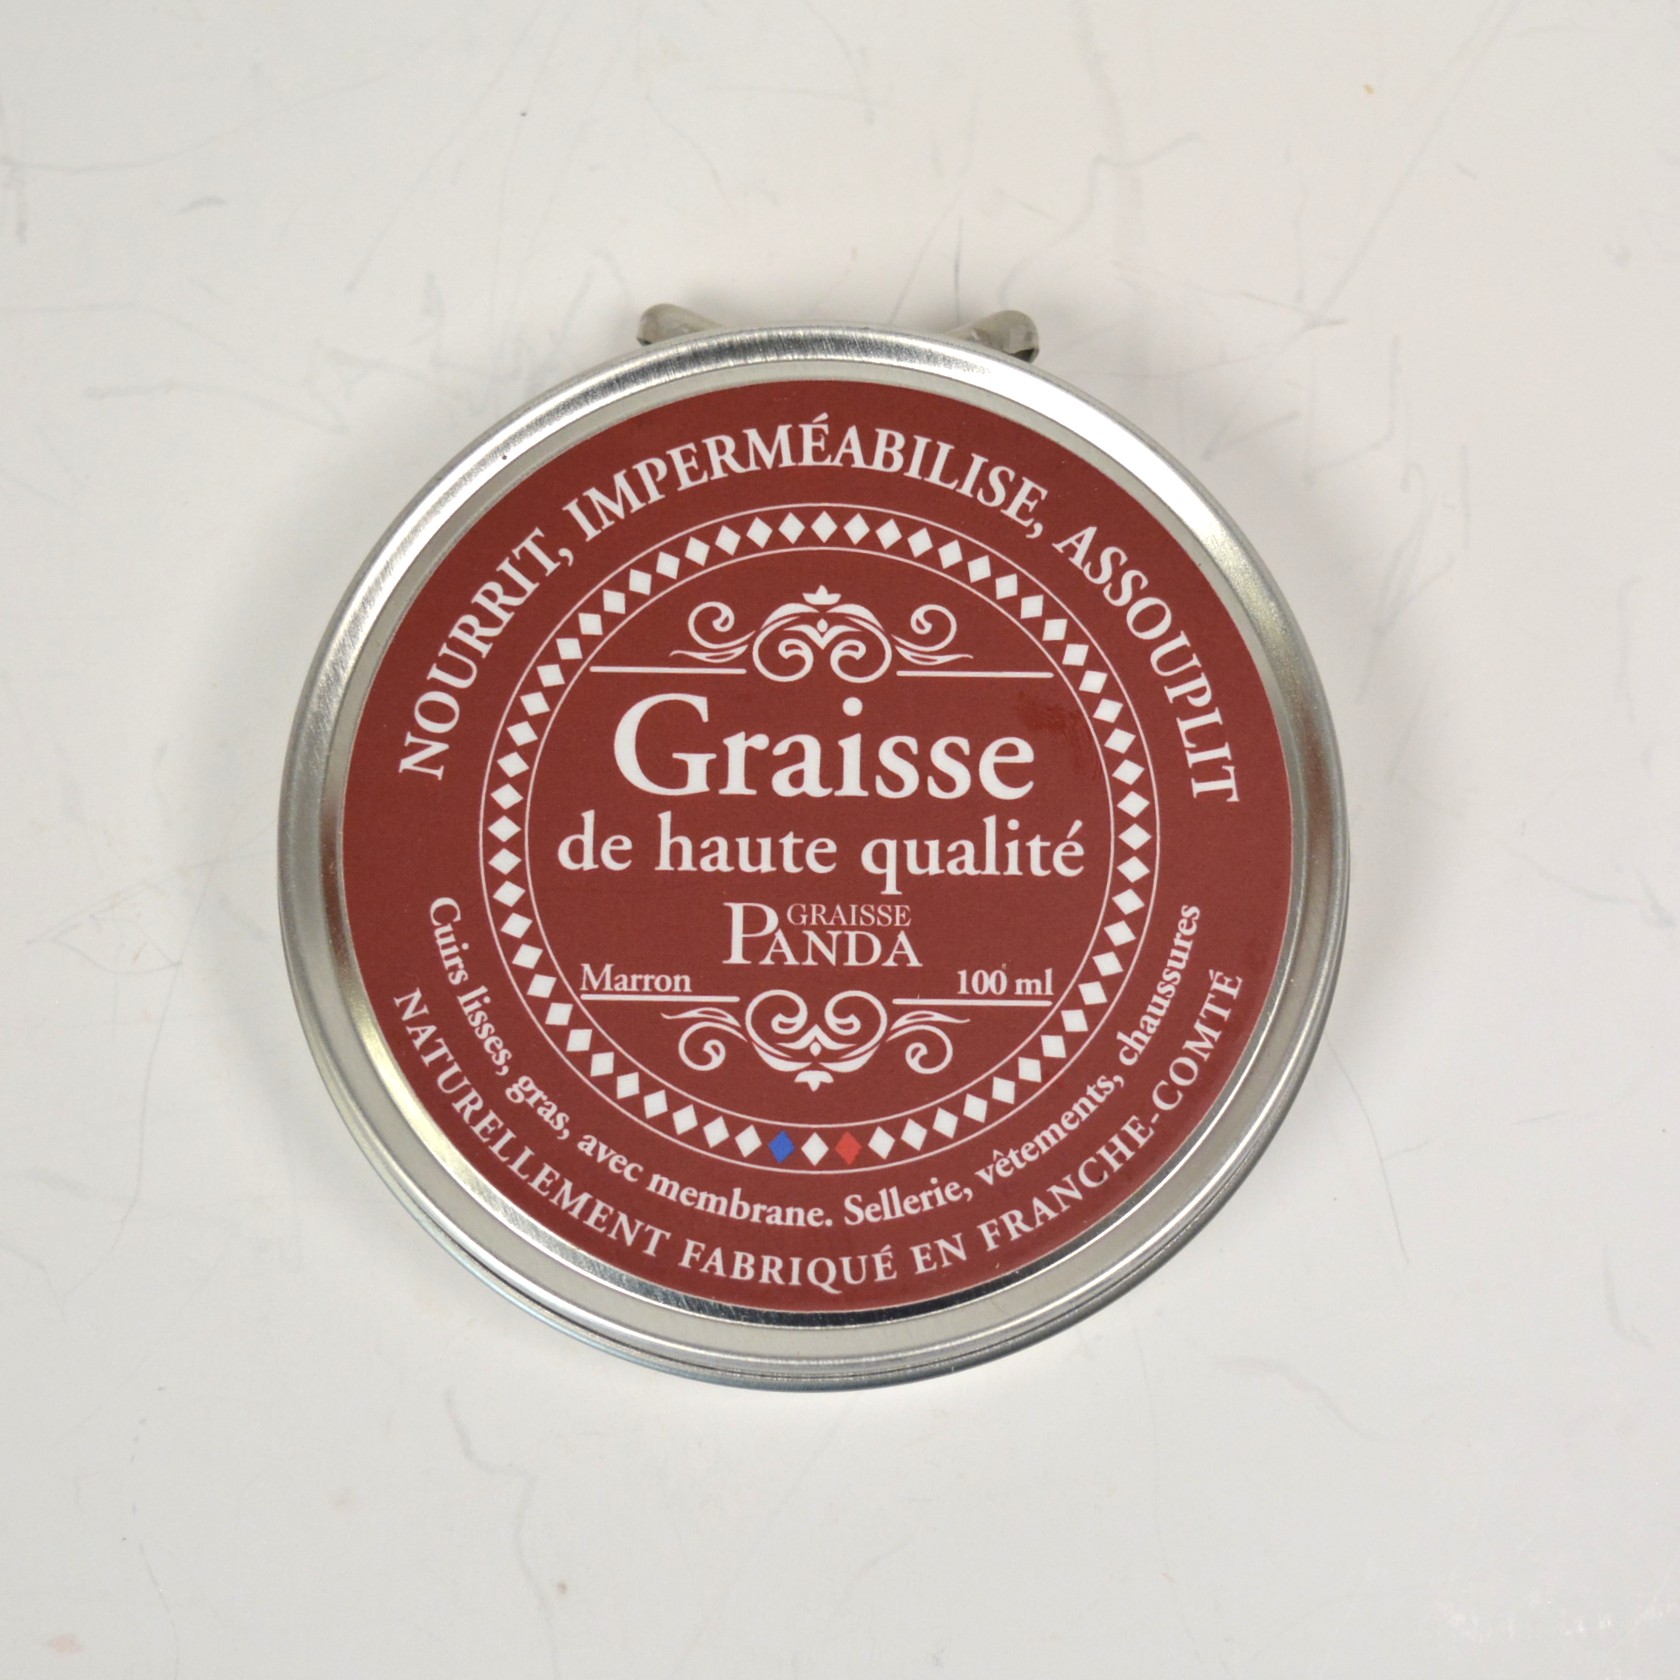 NOURRIT, IMPERMÉABILISE, ASSOUPLIT
Graisse
de haute qualité
GRAISSE
PANDA
Marron 100 ml
Cuirs lisses, gras, avec membrane. Sellerie, vêtements, chaussures
NATURELLEMENT FABRIQUÉ EN FRANCHE-COMTÉ